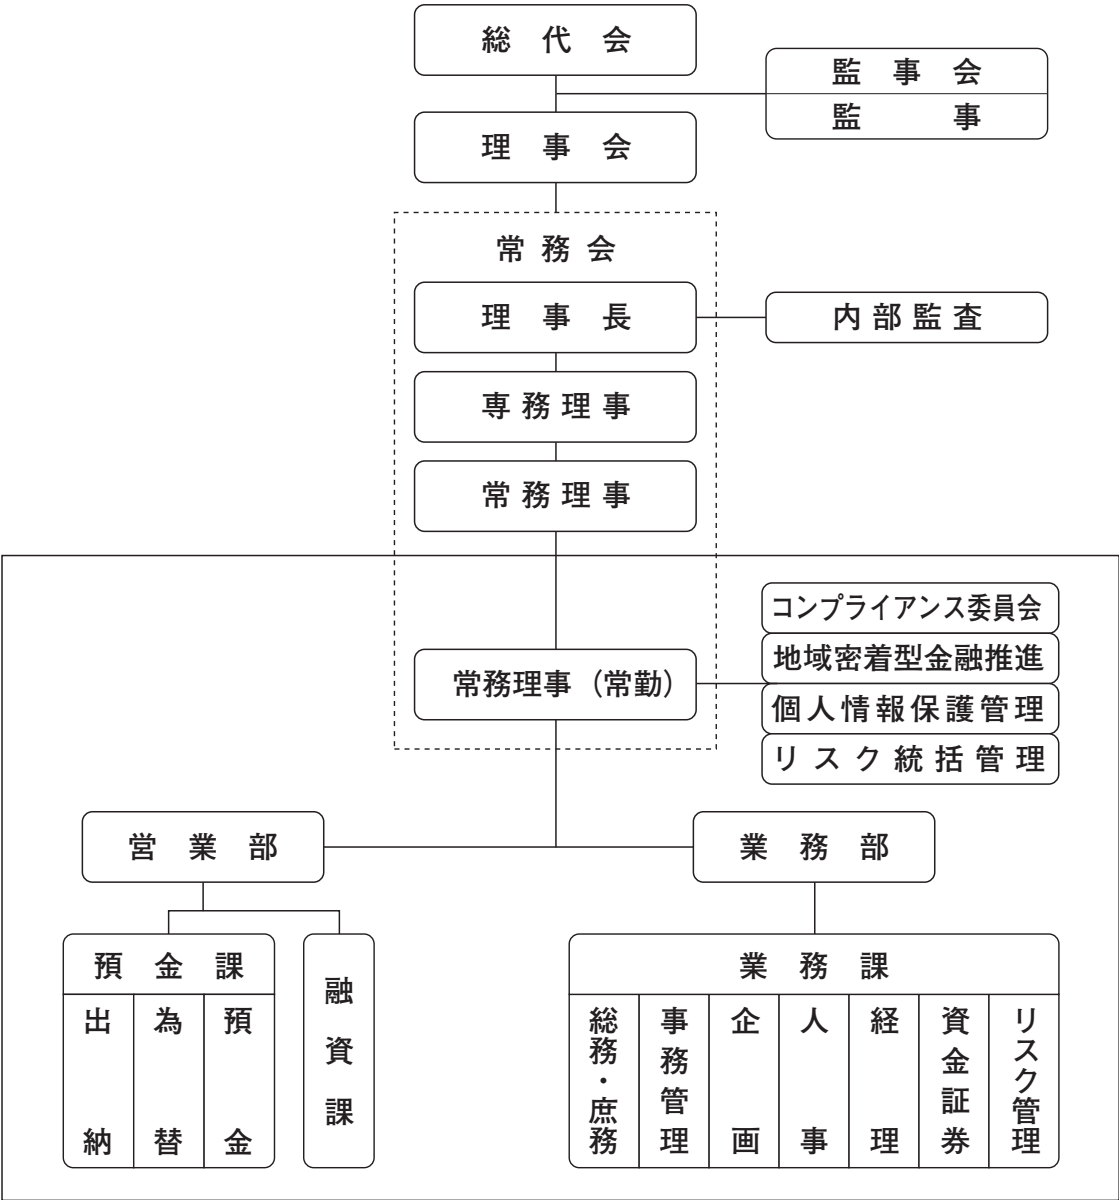 総代会
監事会
監事
理事会
常務会
理事長
内部監査
専務理事
常務理事
常務理事（常勤）
コンプライアンス委員会
地域密着型金融推進
個人情報保護管理
リスク統括管理
営業部
業務部
預金課
出納
為替
預金
融資課
業務課
総務・庶務
事務管理
企画
人事
経理
資金証券
リスク管理